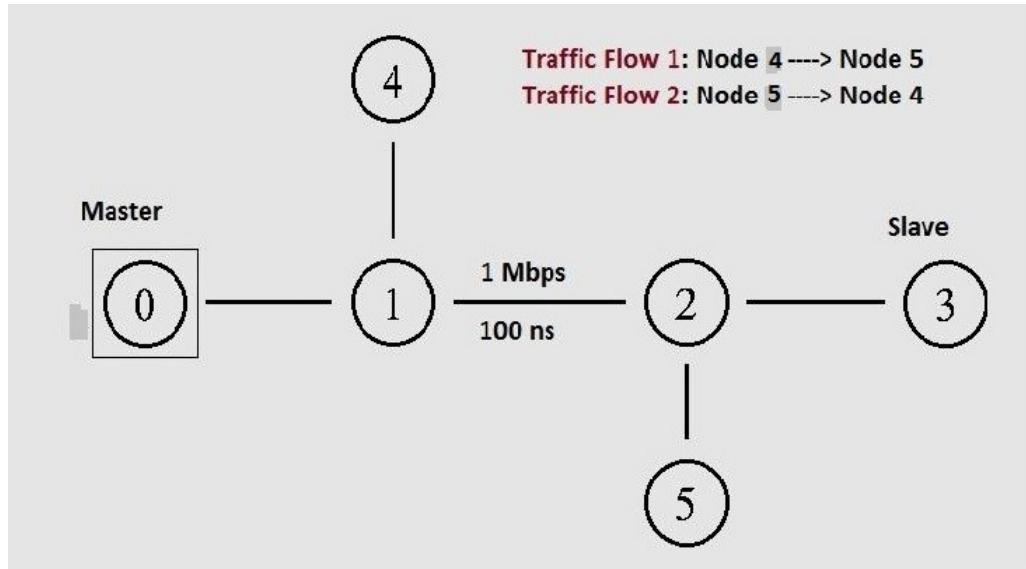 4
Traffic Flow 1: Node 4 ----> Node 5
Traffic Flow 2: Node 5 ----> Node 4
Master
Slave
0
1
1 Mbps
100 ns
2
3
5